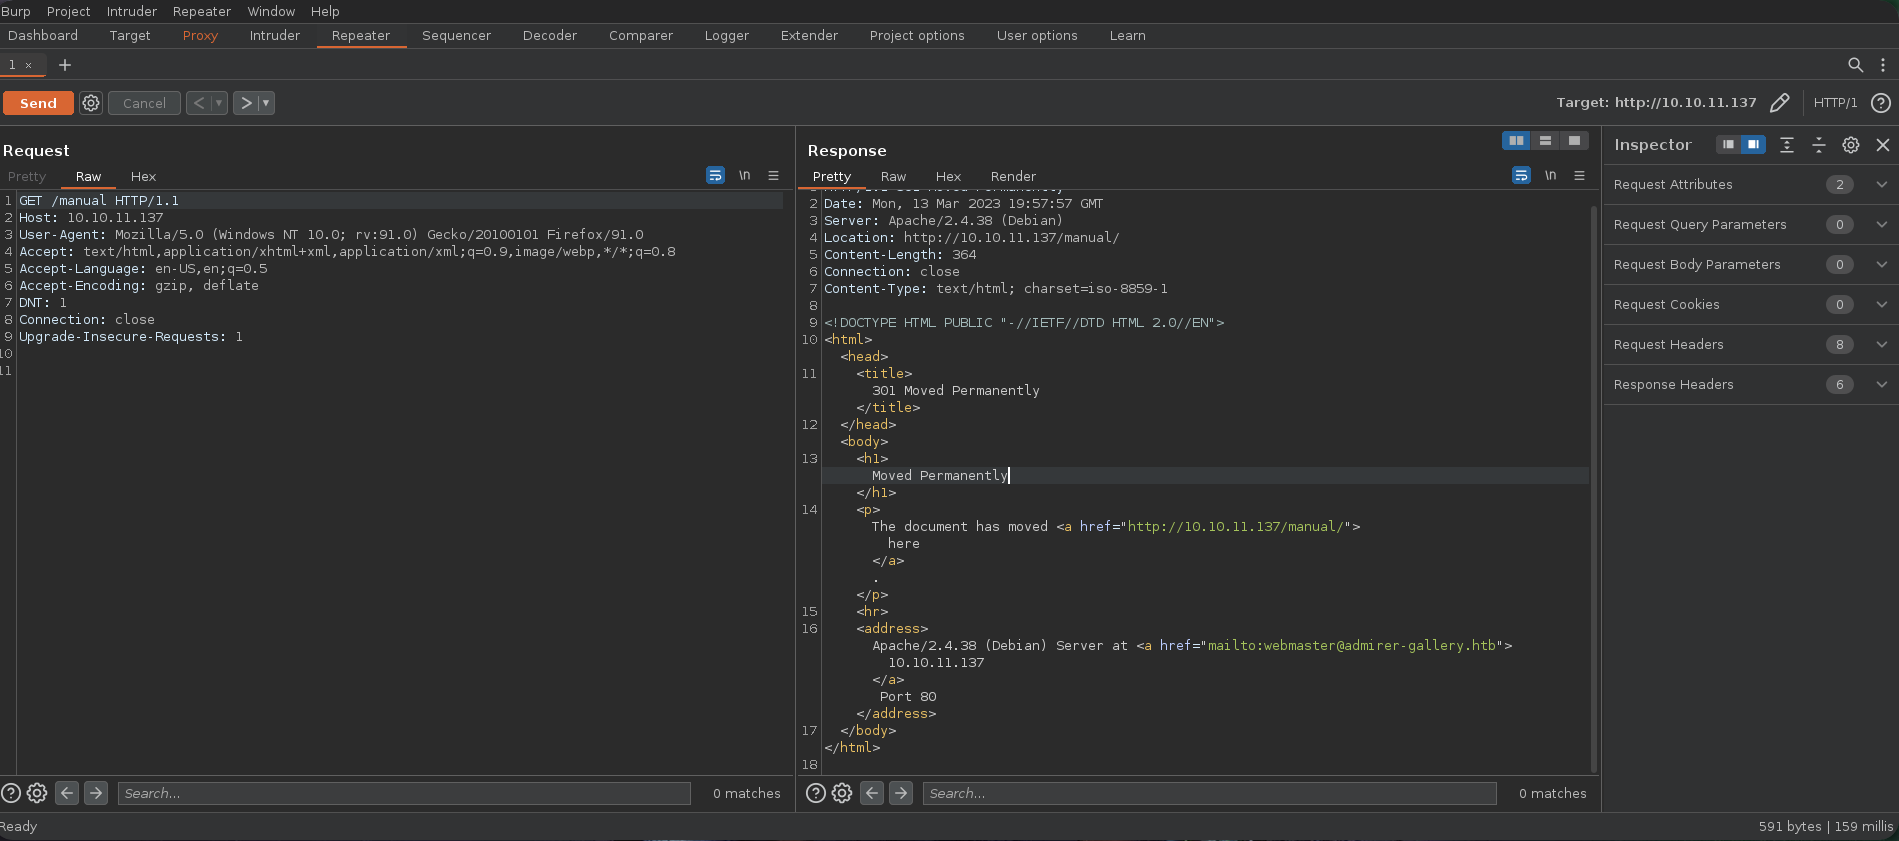 Burp Project Intruder Repeater Window Help
Dashboard Target Proxy Intruder Repeater Sequencer Decoder Comparer Logger Extender Project options User options Learn
1 × +
Send Cancel < > Target: http://10.10.11.137 HTTP/1
Request
Pretty Raw Hex \n
1 GET /manual HTTP/1.1
2 Host: 10.10.11.137
3 User-Agent: Mozilla/5.0 (Windows NT 10.0; rv:91.0) Gecko/20100101 Firefox/91.0
4 Accept: text/html,application/xhtml+xml,application/xml;q=0.9,image/webp,*/*;q=0.8
5 Accept-Language: en-US,en;q=0.5
6 Accept-Encoding: gzip, deflate
7 DNT: 1
8 Connection: close
9 Upgrade-Insecure-Requests: 1
10
11
Search... 0 matches
Response
Pretty Raw Hex Render \n
2 Date: Mon, 13 Mar 2023 19:57:57 GMT
3 Server: Apache/2.4.38 (Debian)
4 Location: http://10.10.11.137/manual/
5 Content-Length: 364
6 Connection: close
7 Content-Type: text/html; charset=iso-8859-1
8
9 <!DOCTYPE HTML PUBLIC "-//IETF//DTD HTML 2.0//EN">
10 <html>
<head>
11 <title>
301 Moved Permanently
</title>
12 </head>
<body>
13 <h1>
Moved Permanently
</h1>
14 <p>
The document has moved <a href="http://10.10.11.137/manual/">
here
</a>
.
</p>
15 <hr>
16 <address>
Apache/2.4.38 (Debian) Server at <a href="mailto:webmaster@admirer-gallery.htb">
10.10.11.137
</a>
Port 80
</address>
17 </body>
</html>
18
Search... 0 matches
Inspector
Request Attributes 2
Request Query Parameters 0
Request Body Parameters 0
Request Cookies 0
Request Headers 8
Response Headers 6
Ready 591 bytes | 159 millis